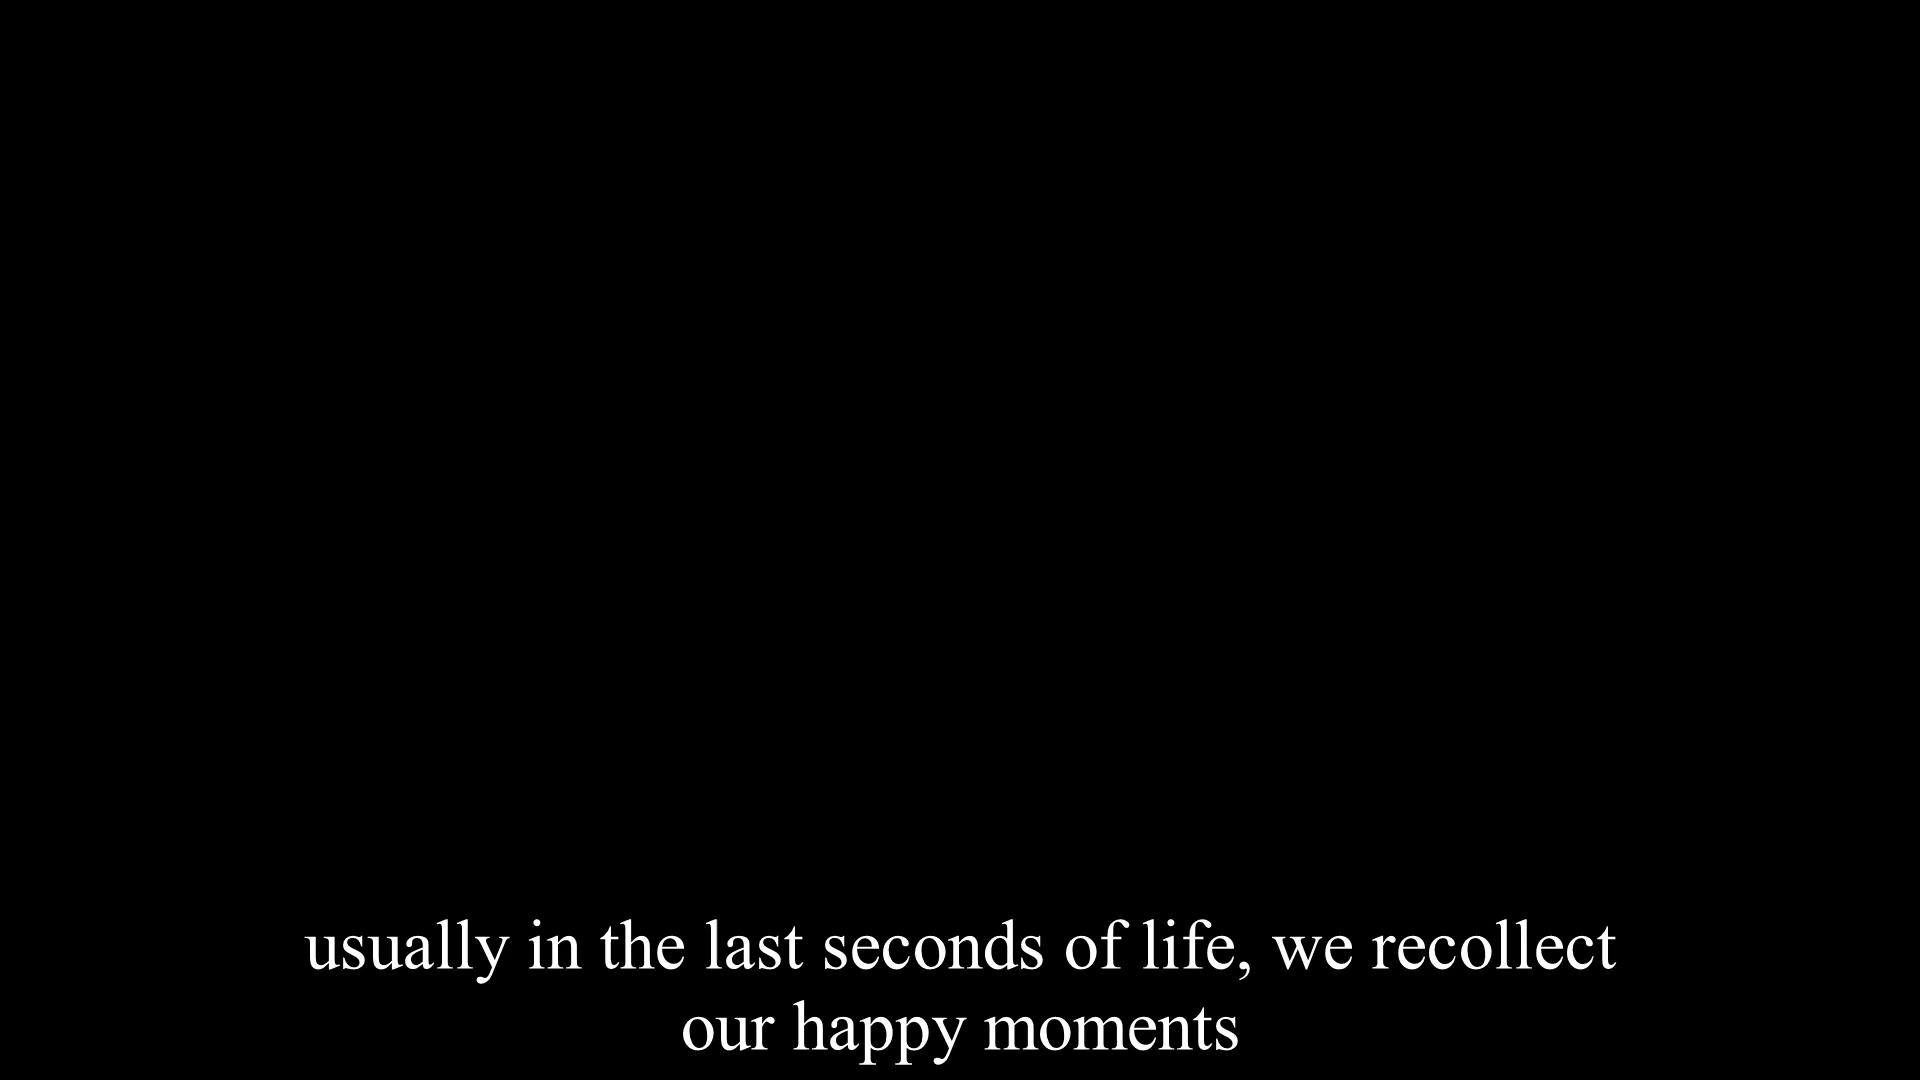 usually in the last seconds of life, we recollect
our happy moments